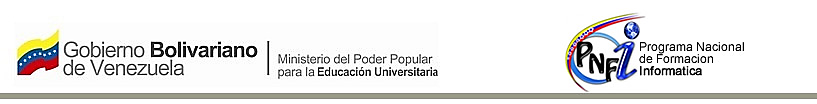 Gobierno Bolivariano
de Venezuela
Ministerio del Poder Popular
para la Educación Universitaria
PNFi
Programa Nacional
de Formacion
Informatica